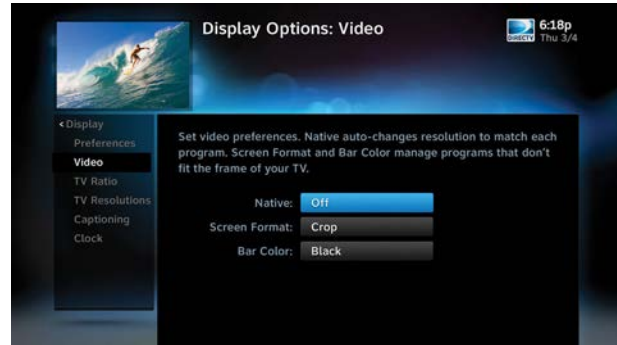 Display Options: Video
DIRECTV
6:18p
Thu 3/4
Display
Preferences
Video
TV Ratio
TV Resolutions
Captioning
Clock
Set video preferences. Native auto-changes resolution to match each
program. Screen Format and Bar Color manage programs that don't
fit the frame of your TV.
Native: Off
Screen Format: Crop
Bar Color: Black